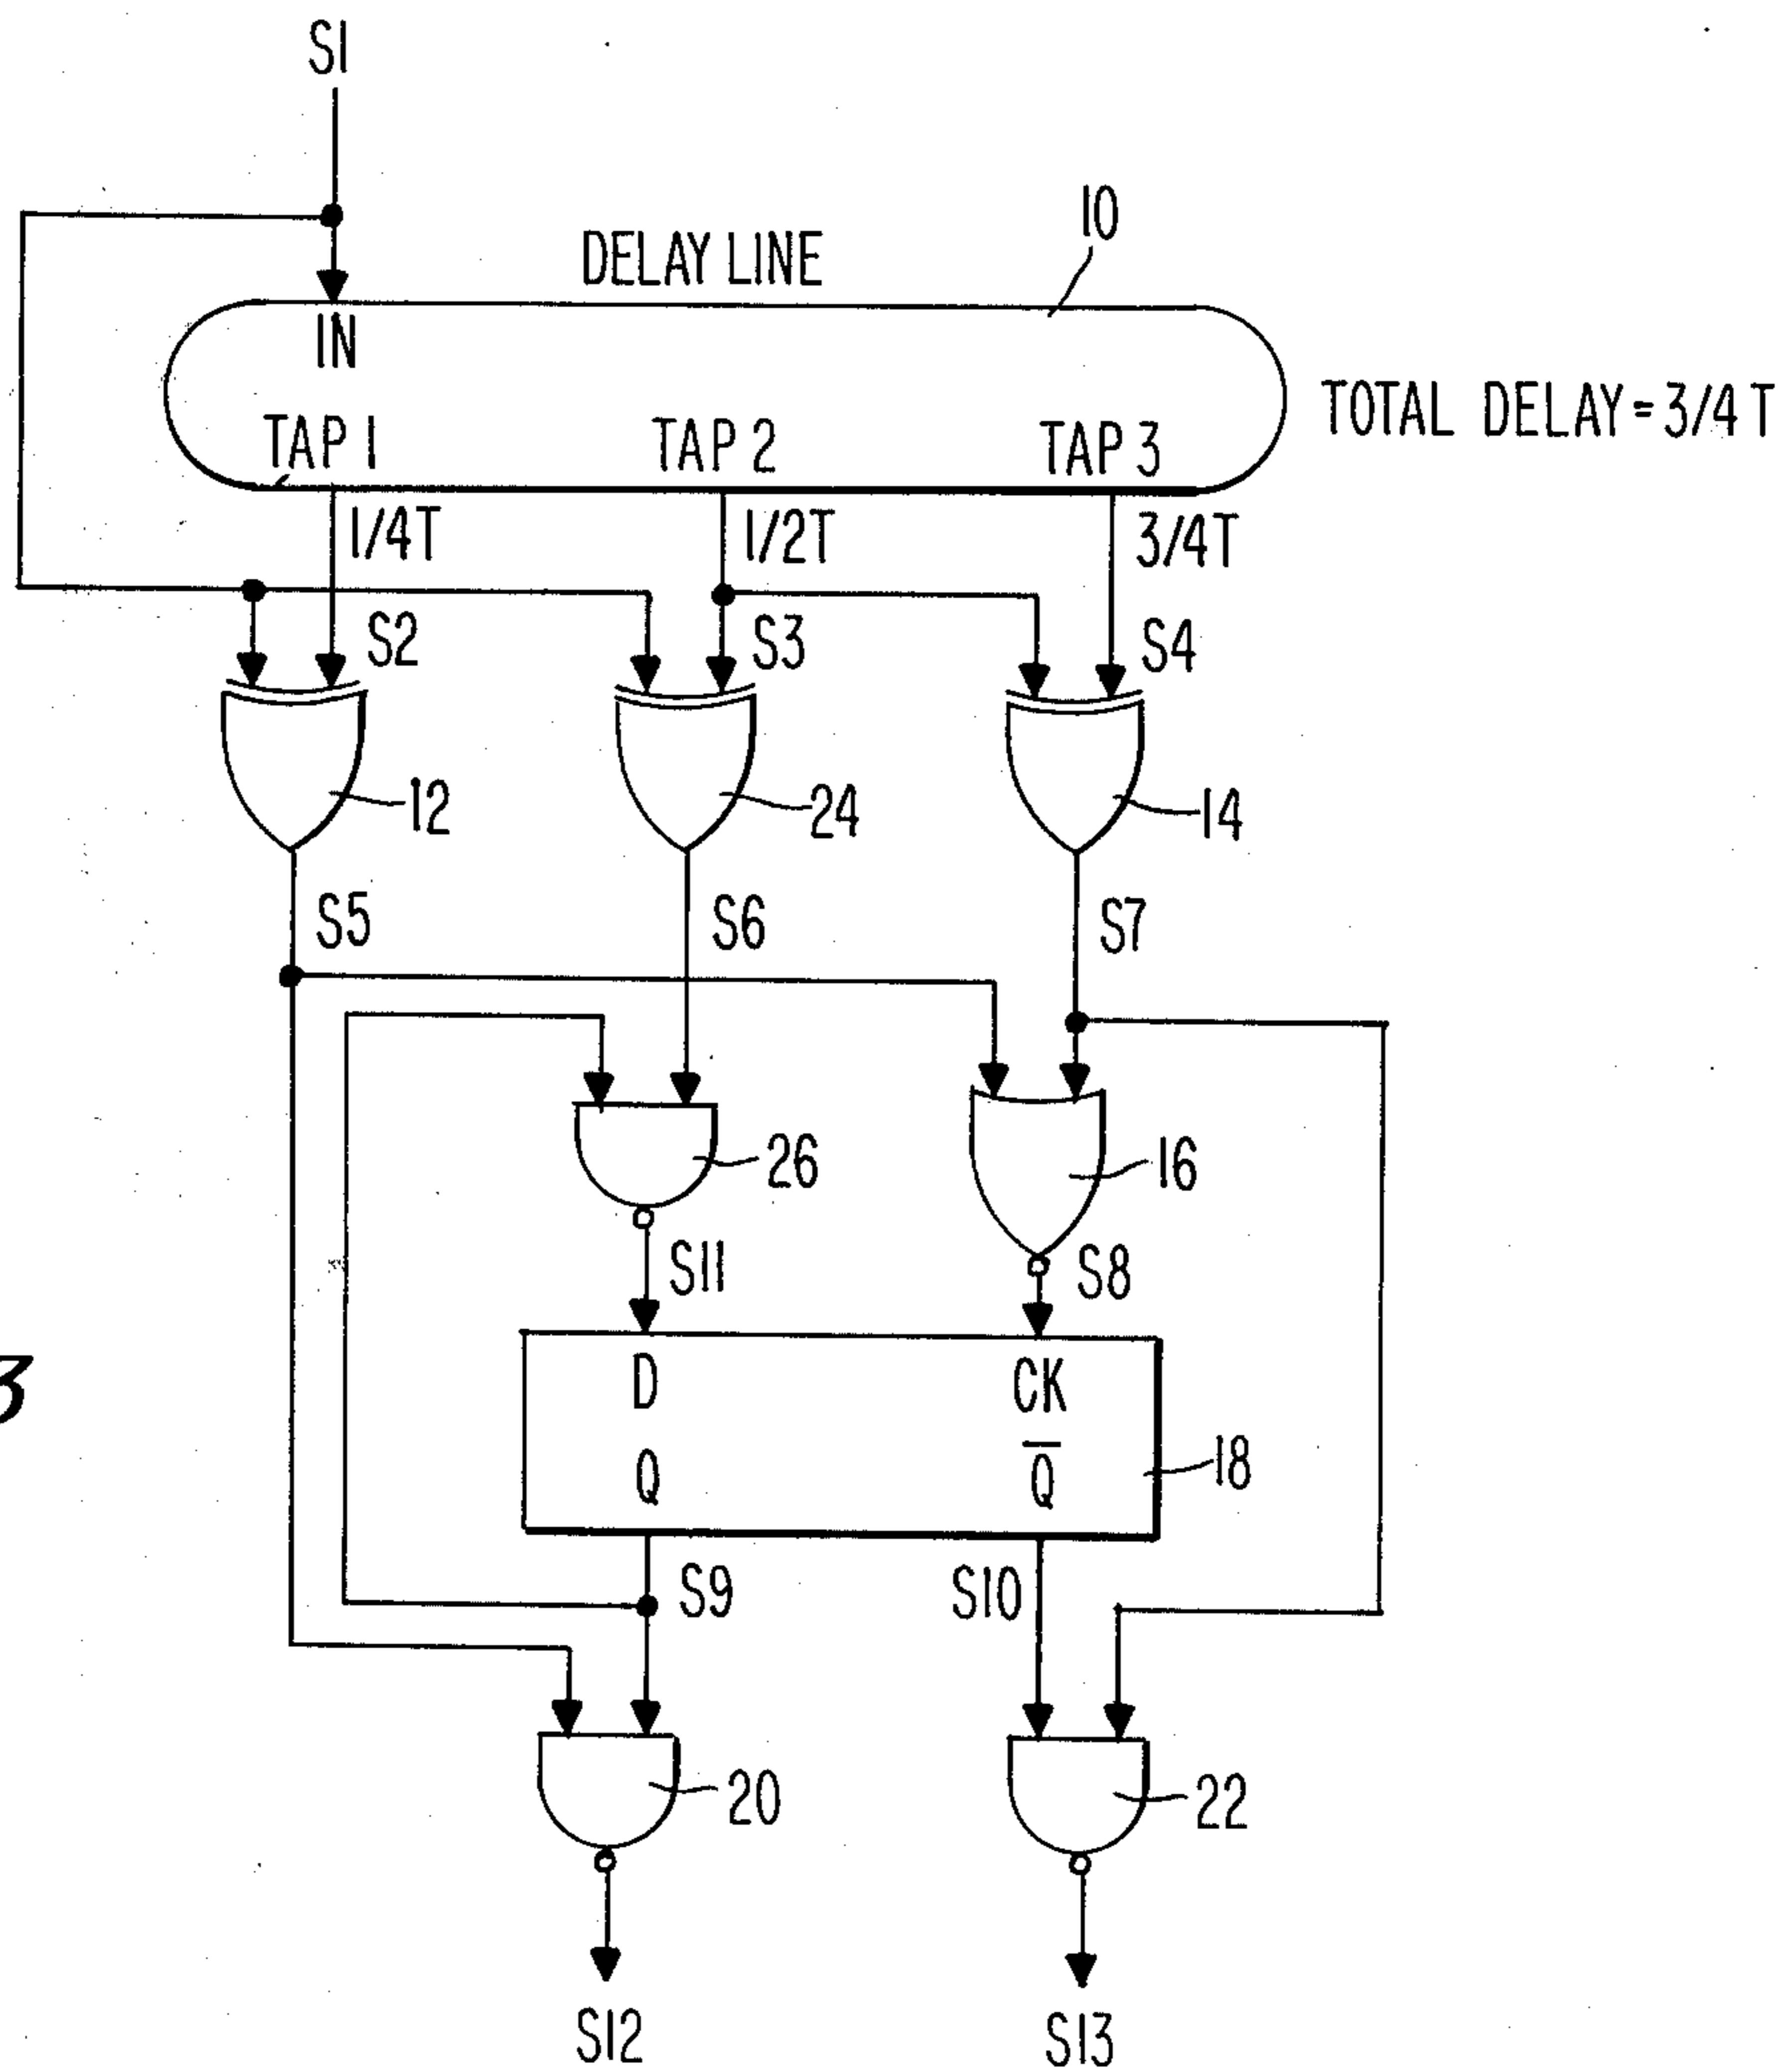 S1
10
DELAY LINE
IN
TOTAL DELAY = 3/4 T
TAP 1
TAP 2
TAP 3
1/4T
1/2T
3/4T
S2
S3
S4
12
24
14
S5
S6
S7
26
16
S11
S8
3
D
CK
Q
Q̅
18
S9
S10
20
22
S12
S13